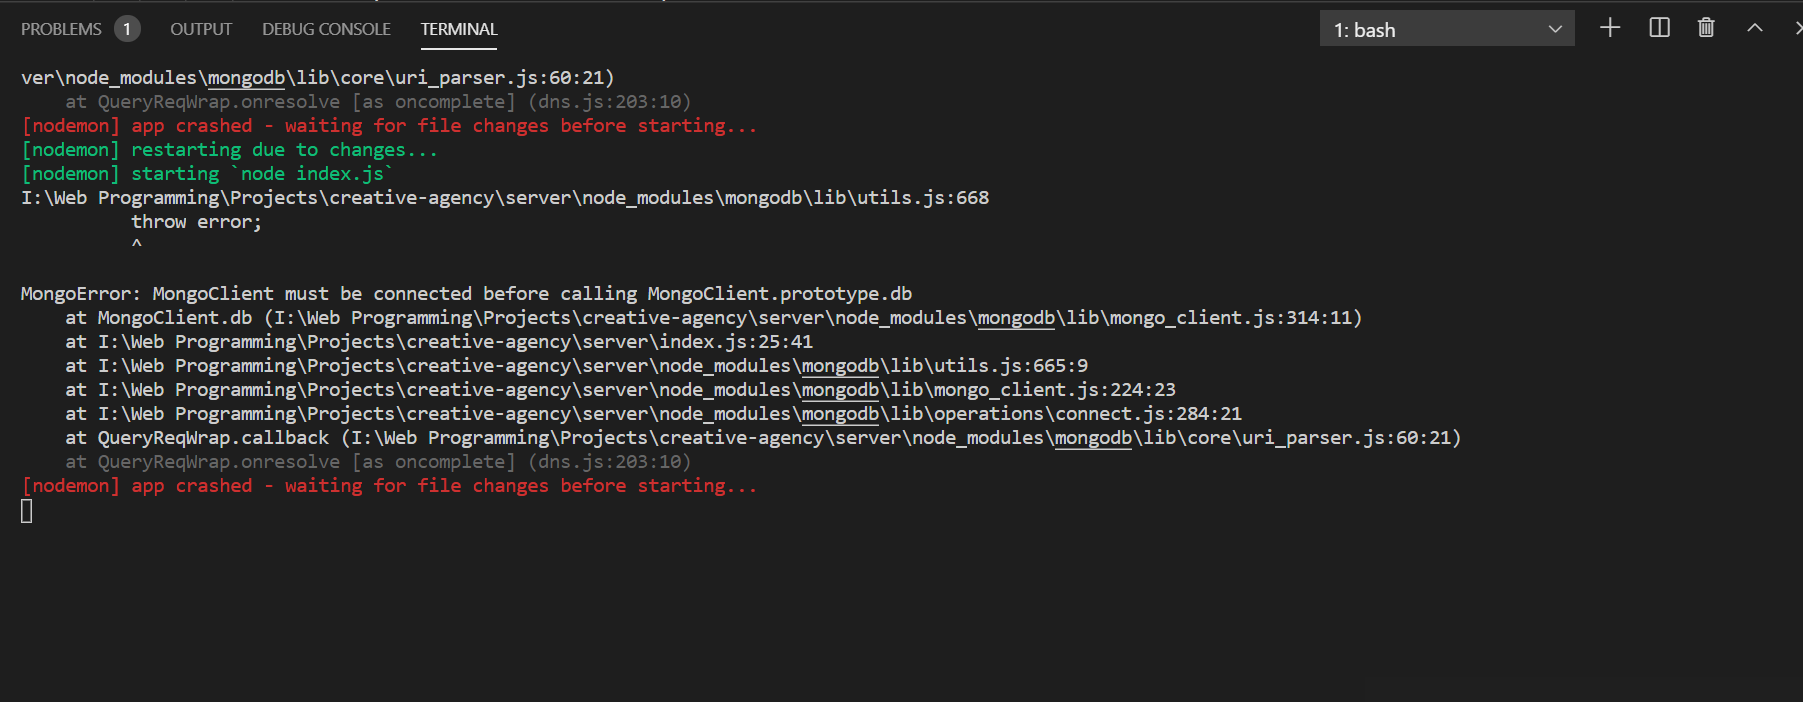 PROBLEMS 1 OUTPUT DEBUG CONSOLE TERMINAL 1: bash
ver\node_modules\mongodb\lib\core\uri_parser.js:60:21)
    at QueryReqWrap.onresolve [as oncomplete] (dns.js:203:10)
[nodemon] app crashed - waiting for file changes before starting...
[nodemon] restarting due to changes...
[nodemon] starting `node index.js`
I:\Web Programming\Projects\creative-agency\server\node_modules\mongodb\lib\utils.js:668
          throw error;
          ^
MongoError: MongoClient must be connected before calling MongoClient.prototype.db
    at MongoClient.db (I:\Web Programming\Projects\creative-agency\server\node_modules\mongodb\lib\mongo_client.js:314:11)
    at I:\Web Programming\Projects\creative-agency\server\index.js:25:41
    at I:\Web Programming\Projects\creative-agency\server\node_modules\mongodb\lib\utils.js:665:9
    at I:\Web Programming\Projects\creative-agency\server\node_modules\mongodb\lib\mongo_client.js:224:23
    at I:\Web Programming\Projects\creative-agency\server\node_modules\mongodb\lib\operations\connect.js:284:21
    at QueryReqWrap.callback (I:\Web Programming\Projects\creative-agency\server\node_modules\mongodb\lib\core\uri_parser.js:60:21)
    at QueryReqWrap.onresolve [as oncomplete] (dns.js:203:10)
[nodemon] app crashed - waiting for file changes before starting...